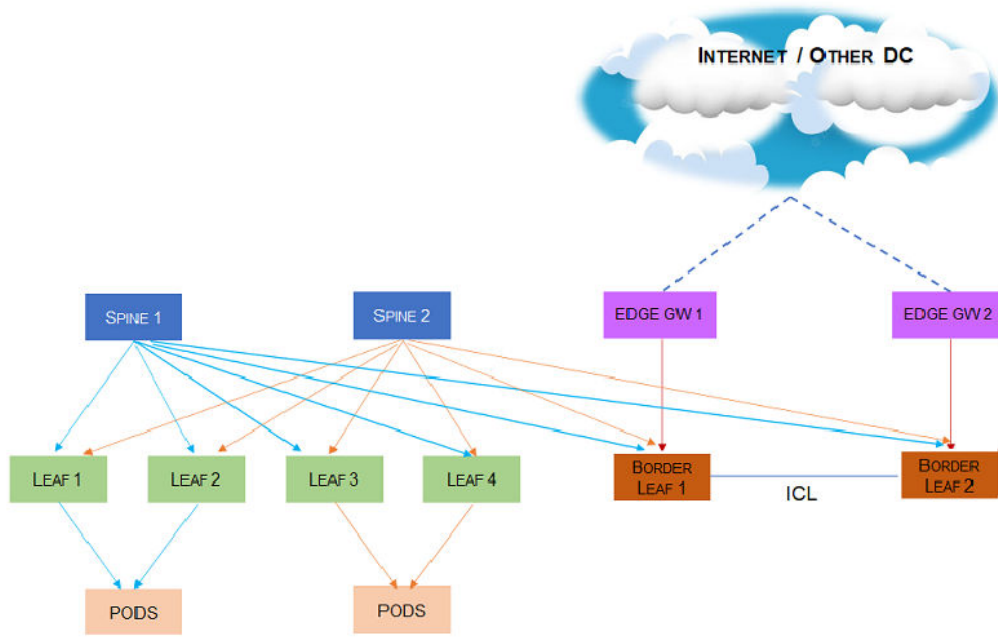 INTERNET / OTHER DC
SPINE 1
SPINE 2
EDGE GW 1
EDGE GW 2
LEAF 1
LEAF 2
LEAF 3
LEAF 4
BORDER
LEAF 1
ICL
BORDER
LEAF 2
PODS
PODS